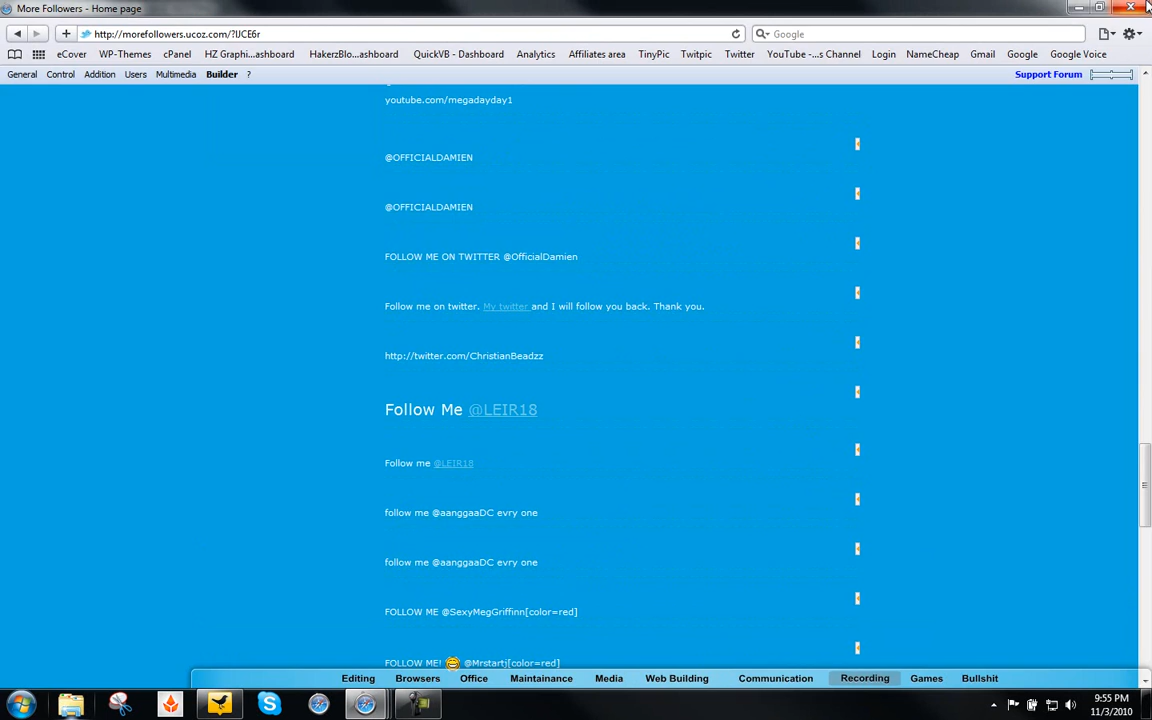 More Followers - Home page
http://morefollowers.ucoz.com/?lJCE6r
Google
eCover WP-Themes cPanel HZ Graphi...ashboard HakerzBlo...ashboard QuickVB - Dashboard Analytics Affiliates area TinyPic Twitpic Twitter YouTube -...s Channel Login NameCheap Gmail Google Google Voice
General Control Addition Users Multimedia Builder ? Support Forum
youtube.com/megadayday1
@OFFICIALDAMIEN
@OFFICIALDAMIEN
FOLLOW ME ON TWITTER @OfficialDamien
Follow me on twitter. My twitter and I will follow you back. Thank you.
http://twitter.com/ChristianBeadzz
Follow Me @LEIR18
Follow me @LEIR18
follow me @aanggaaDC evry one
follow me @aanggaaDC evry one
FOLLOW ME @SexyMegGriffinn[color=red]
FOLLOW ME! @Mrstartj[color=red]
Editing Browsers Office Maintainance Media Web Building Communication Recording Games Bullshit
9:55 PM
11/3/2010